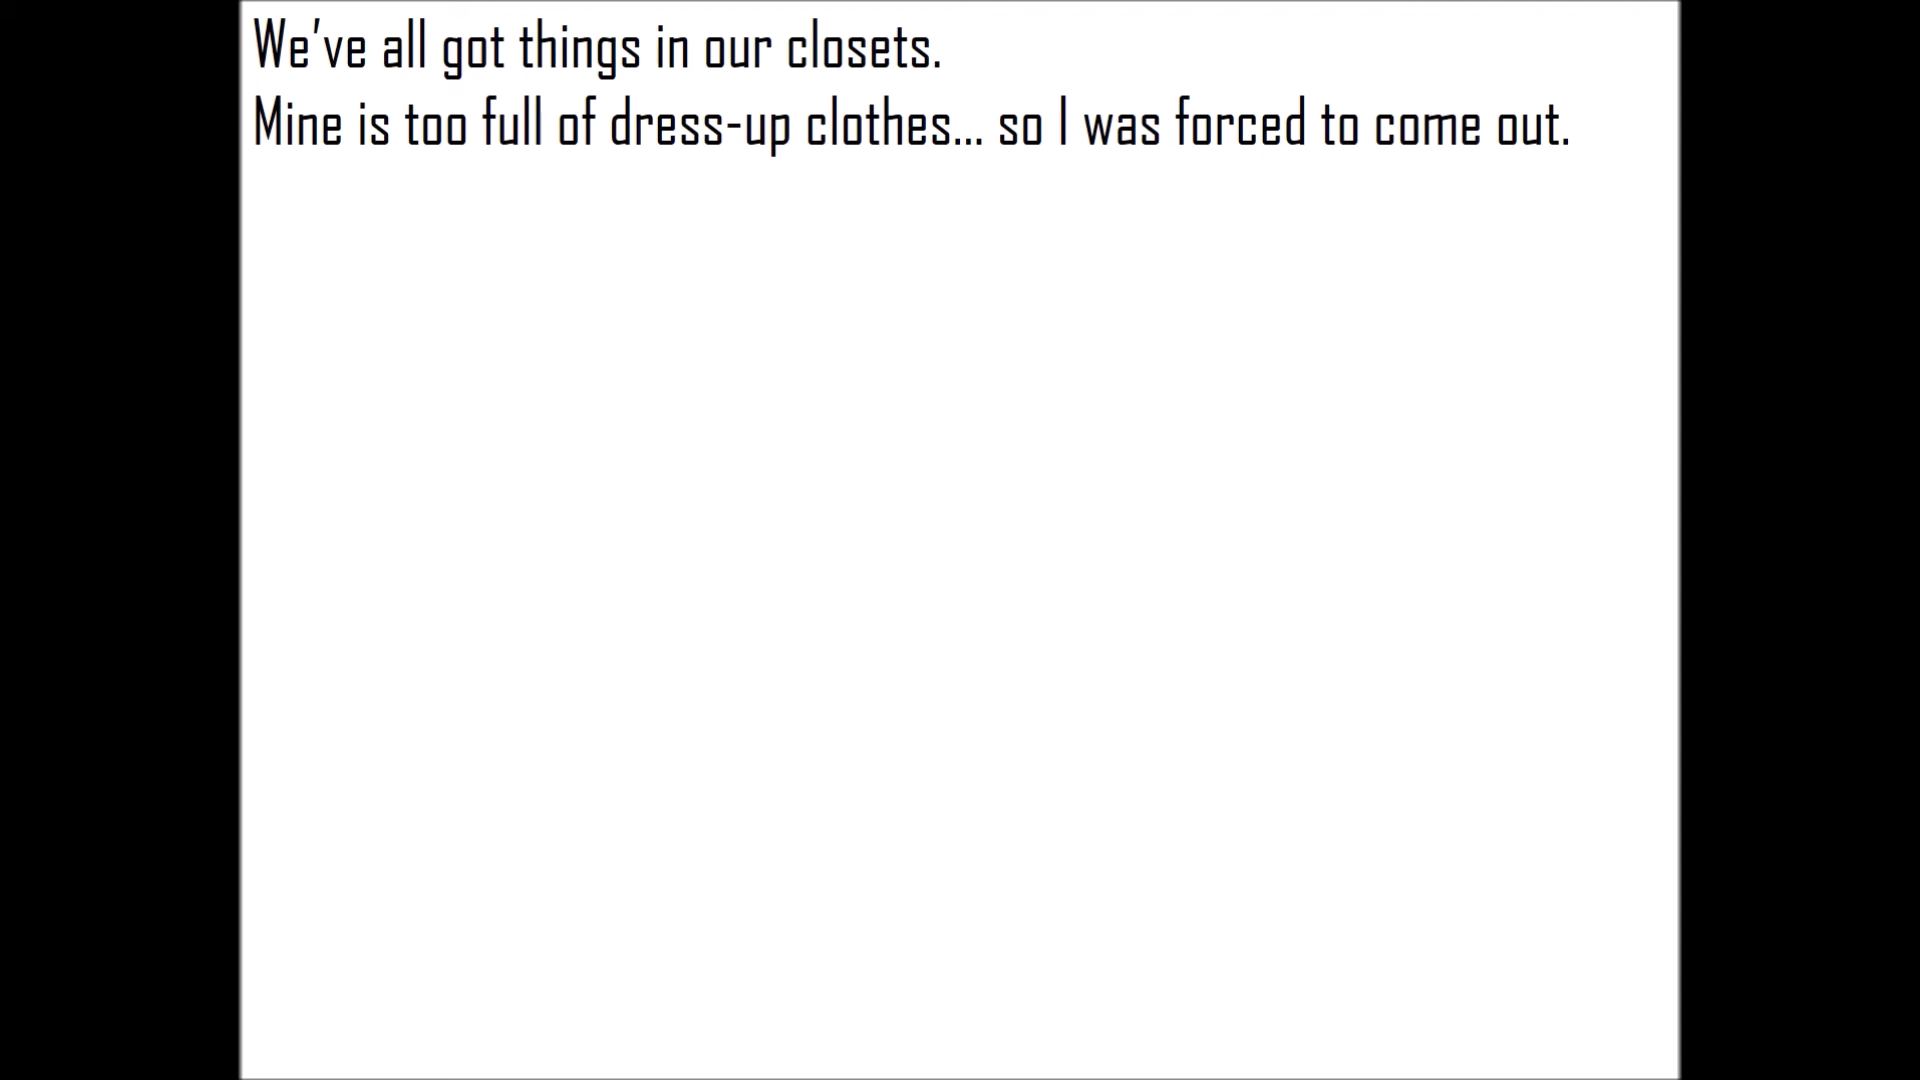 We've all got things in our closets.
Mine is too full of dress-up clothes... so I was forced to come out.